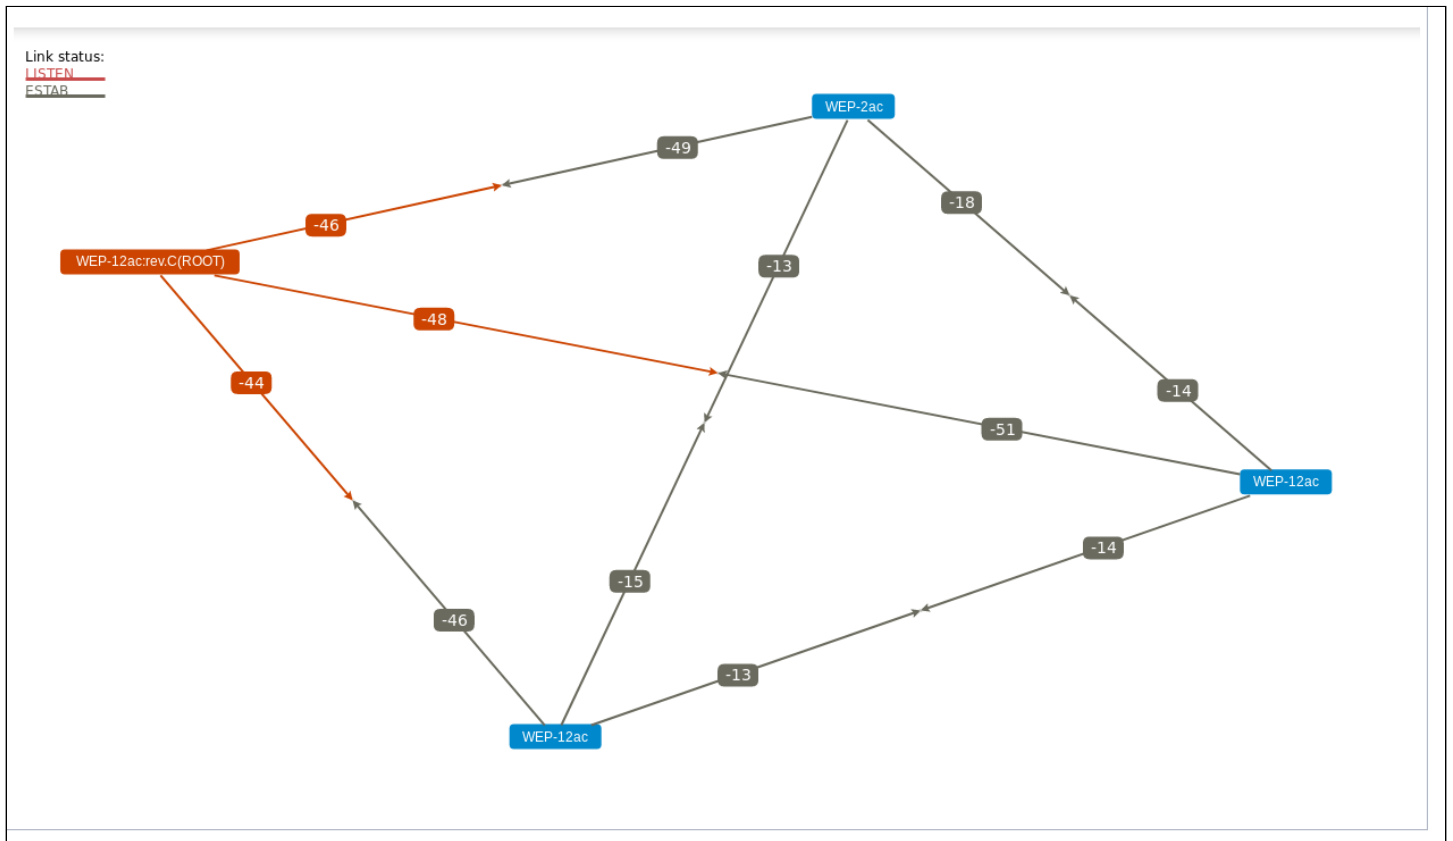 Link status:
LISTEN
ESTAB
WEP-2ac
-49
-18
-46
WEP-12ac:rev.C(ROOT)
-13
-48
-44
-14
-51
WEP-12ac
-14
-15
-46
-13
WEP-12ac